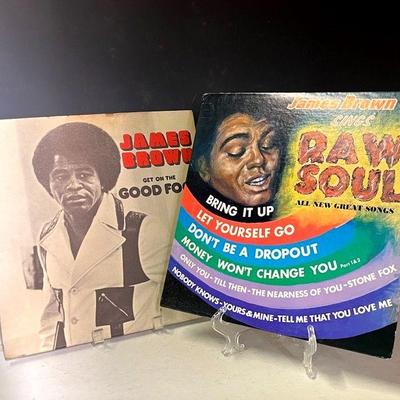 JAMES
BROWN
GET ON THE
GOOD FOO
James Brown
SINGS
RAW
SOUL
ALL NEW GREAT SONGS
BRING IT UP
LET YOURSELF GO
DON'T BE A DROPOUT
MONEY WON'T CHANGE YOU Part 1 & 2
ONLY YOU - TILL THEN - THE NEARNESS OF YOU - STONE FOX
NOBODY KNOWS - YOURS & MINE - TELL ME THAT YOU LOVE ME